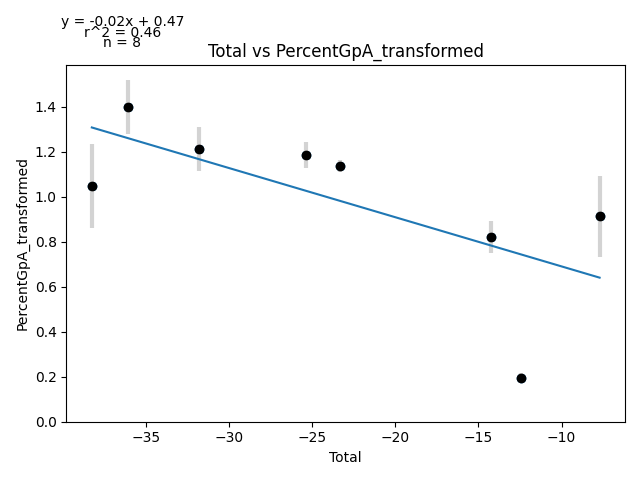 y = -0.02x + 0.47
r^2 = 0.46
n = 8
Total vs PercentGpA_transformed
PercentGpA_transformed
1.4
1.2
1.0
0.8
0.6
0.4
0.2
0.0
−35
−30
−25
−20
−15
−10
Total